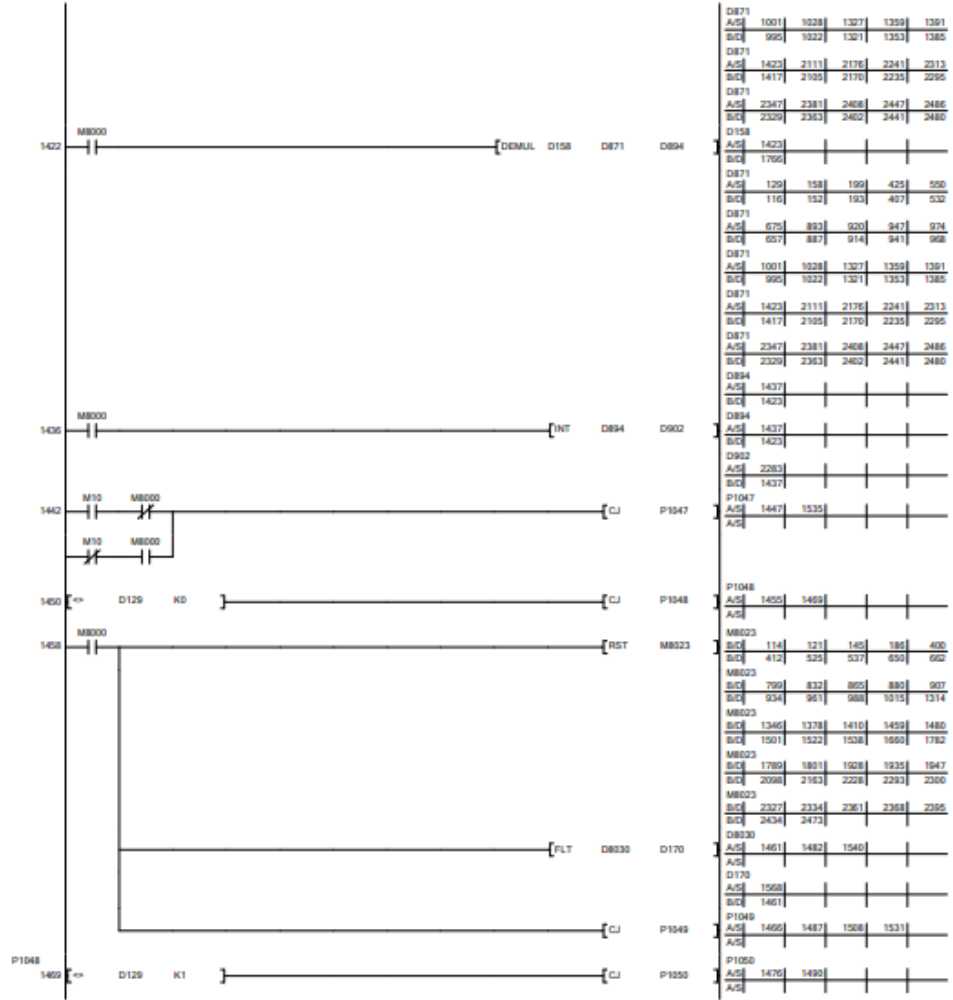 D871
A/S 1001 1028 1327 1359 1391
B/D 995 1022 1321 1353 1385
D871
A/S 1423 2111 2176 2241 2313
B/D 1417 2105 2170 2235 2295
D871
A/S 2347 2381 2408 2447 2486
B/D 2329 2363 2402 2441 2480
M8000
D158
1422 DEMUL D158 D871 D894 A/S 1423
B/D 1766
D871
A/S 129 158 199 425 550
B/D 116 152 193 407 532
D871
A/S 675 893 920 947 974
B/D 657 887 914 941 968
D871
A/S 1001 1028 1327 1359 1391
B/D 995 1022 1321 1353 1385
D871
A/S 1423 2111 2176 2241 2313
B/D 1417 2105 2170 2235 2295
D871
A/S 2347 2381 2408 2447 2486
B/D 2329 2363 2402 2441 2480
D894
A/S 1437
B/D 1423
M8000 D894
1436 INT D894 D902 A/S 1437
B/D 1423
D902
A/S 2283
B/D 1437
M10 M8000 P1047
1442 CJ P1047 A/S 1447 1535
A/S
M10 M8000
P1048
1450 <> D129 K0 CJ P1048 A/S 1455 1469
A/S
M8000 M8023
1458 RST M8023 B/D 114 121 145 186 400
B/D 412 525 537 650 662
M8023
B/D 799 832 865 880 907
B/D 934 961 988 1015 1314
M8023
B/D 1346 1378 1410 1459 1480
B/D 1501 1522 1538 1660 1782
M8023
B/D 1789 1801 1928 1935 1947
B/D 2098 2163 2228 2293 2300
M8023
B/D 2327 2334 2361 2368 2395
B/D 2434 2473
D8030
FLT D8030 D170 A/S 1461 1482 1540
A/S
D170
A/S 1568
B/D 1461
P1049
CJ P1049 A/S 1466 1487 1508 1531
A/S
P1048 P1050
1469 <> D129 K1 CJ P1050 A/S 1476 1490
A/S